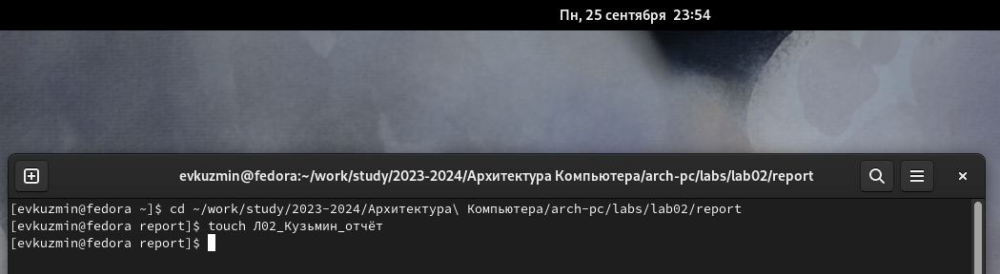 Пн, 25 сентября 23:54
evkuzmin@fedora:~/work/study/2023-2024/Архитектура Компьютера/arch-pc/labs/lab02/report
[evkuzmin@fedora ~]$ cd ~/work/study/2023-2024/Архитектура\ Компьютера/arch-pc/labs/lab02/report
[evkuzmin@fedora report]$ touch Л02_Кузьмин_отчёт
[evkuzmin@fedora report]$